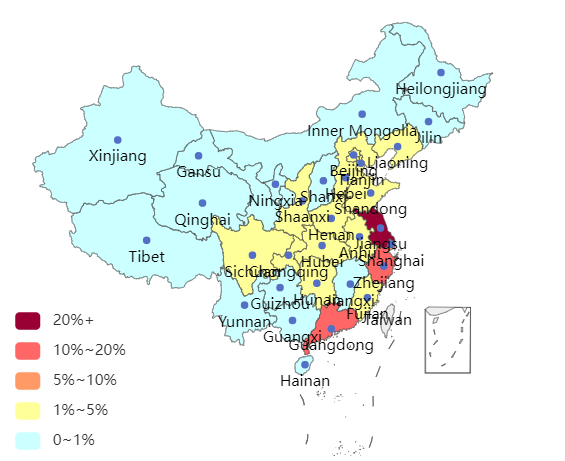 Heilongjiang
Inner Mongolia
Jilin
Xinjiang
Gansu
Liaoning
Beijing
Tianjin
Hebei
Ningxia
Shanxi
Shandong
Qinghai
Shaanxi
Henan
Jiangsu
Anhui
Tibet
Shanghai
Huber
Sichuan
Chongqing
Zhejiang
Hunan
Jiangxi
Guizhou
Fujian
Taiwan
Yunnan
Guangxi
Guangdong
Hainan
20%+
10%~20%
5%~10%
1%~5%
0~1%